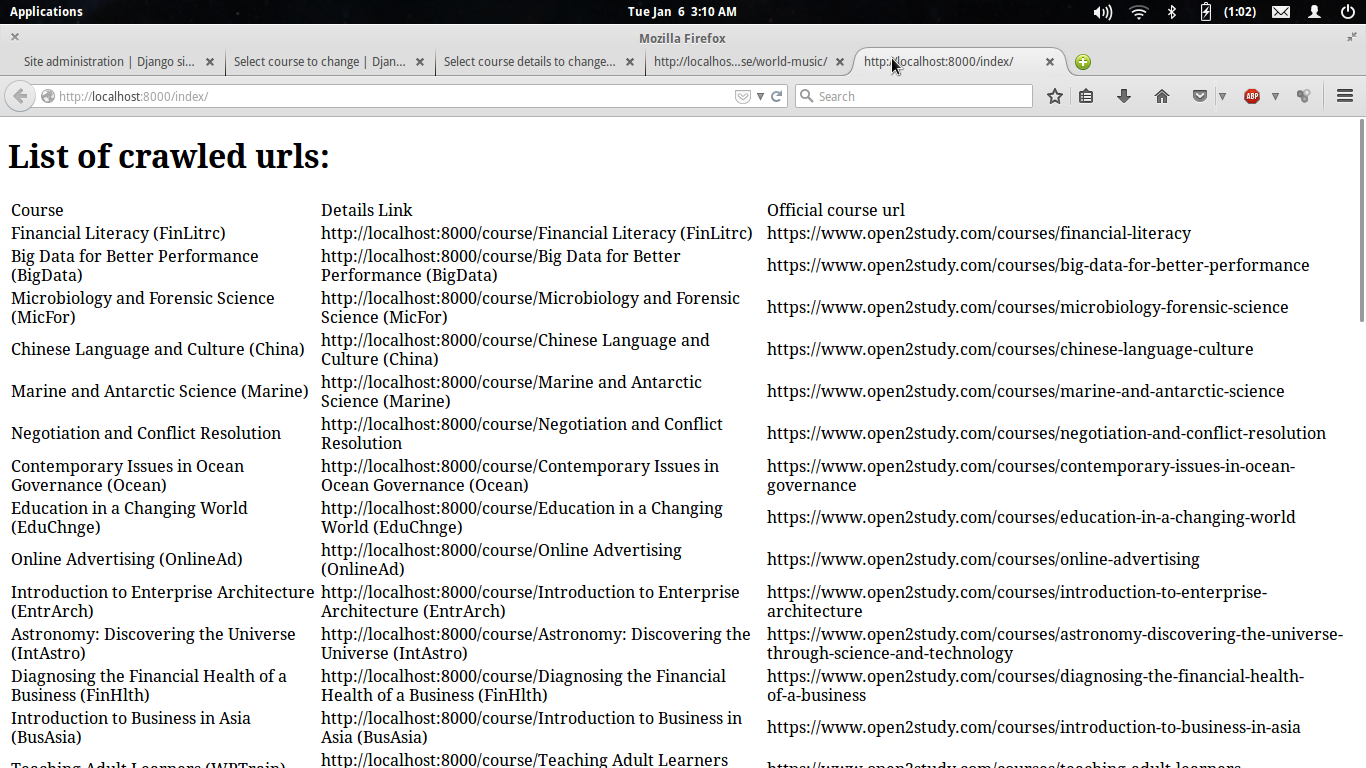 Applications
Tue Jan 6 3:10 AM
(1:02)
Mozilla Firefox
Site administration | Django si...
Select course to change | Djan...
Select course details to change...
http://localhos...se/world-music/
http://localhost:8000/index/
http://localhost:8000/index/
Search
ABP
List of crawled urls:
Course Details Link Official course url
Financial Literacy (FinLitrc) http://localhost:8000/course/Financial Literacy (FinLitrc) https://www.open2study.com/courses/financial-literacy
Big Data for Better Performance
(BigData)
http://localhost:8000/course/Big Data for Better
Performance (BigData)
https://www.open2study.com/courses/big-data-for-better-performance
Microbiology and Forensic Science
(MicFor)
http://localhost:8000/course/Microbiology and Forensic
Science (MicFor)
https://www.open2study.com/courses/microbiology-forensic-science
Chinese Language and Culture (China)
http://localhost:8000/course/Chinese Language and
Culture (China)
https://www.open2study.com/courses/chinese-language-culture
Marine and Antarctic Science (Marine)
http://localhost:8000/course/Marine and Antarctic
Science (Marine)
https://www.open2study.com/courses/marine-and-antarctic-science
Negotiation and Conflict Resolution
http://localhost:8000/course/Negotiation and Conflict
Resolution
https://www.open2study.com/courses/negotiation-and-conflict-resolution
Contemporary Issues in Ocean
Governance (Ocean)
http://localhost:8000/course/Contemporary Issues in
Ocean Governance (Ocean)
https://www.open2study.com/courses/contemporary-issues-in-ocean-
governance
Education in a Changing World
(EduChnge)
http://localhost:8000/course/Education in a Changing
World (EduChnge)
https://www.open2study.com/courses/education-in-a-changing-world
Online Advertising (OnlineAd)
http://localhost:8000/course/Online Advertising
(OnlineAd)
https://www.open2study.com/courses/online-advertising
Introduction to Enterprise Architecture
(EntrArch)
http://localhost:8000/course/Introduction to Enterprise
Architecture (EntrArch)
https://www.open2study.com/courses/introduction-to-enterprise-
architecture
Astronomy: Discovering the Universe
(IntAstro)
http://localhost:8000/course/Astronomy: Discovering the
Universe (IntAstro)
https://www.open2study.com/courses/astronomy-discovering-the-universe-
through-science-and-technology
Diagnosing the Financial Health of a
Business (FinHlth)
http://localhost:8000/course/Diagnosing the Financial
Health of a Business (FinHlth)
https://www.open2study.com/courses/diagnosing-the-financial-health-
of-a-business
Introduction to Business in Asia
(BusAsia)
http://localhost:8000/course/Introduction to Business in
Asia (BusAsia)
https://www.open2study.com/courses/introduction-to-business-in-asia
Teaching Adult Learners (WPTrain)
http://localhost:8000/course/Teaching Adult Learners
https://www.open2study.com/courses/teaching-adult-learners